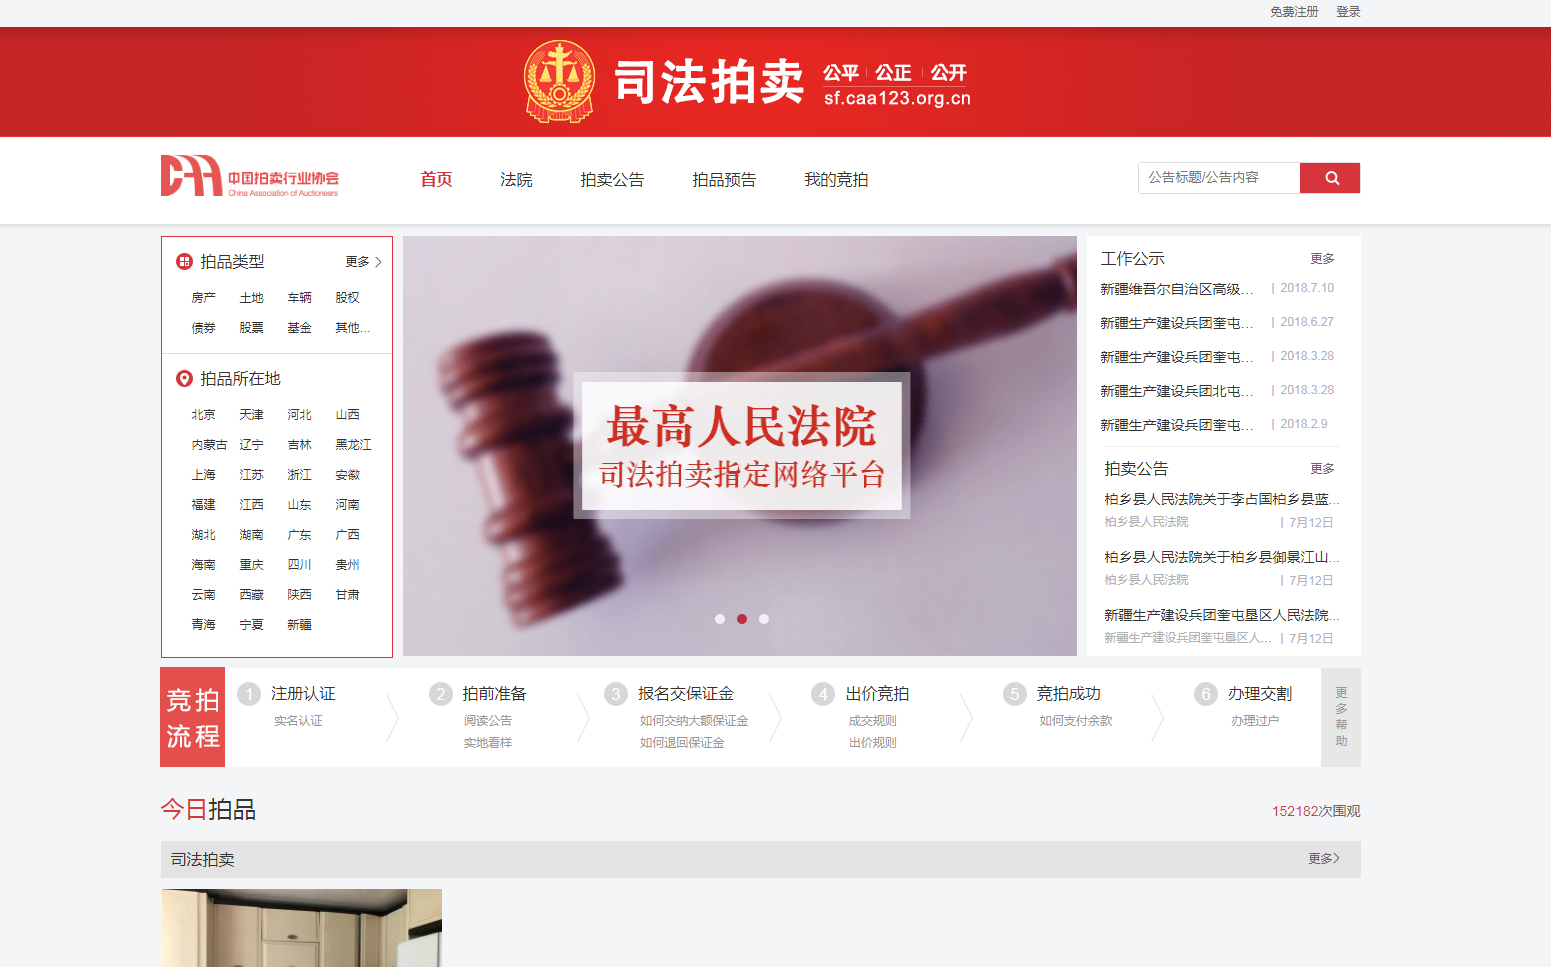 免费注册 登录
司法拍卖 公平 公正 公开
sf.caa123.org.cn
CAA 中国拍卖行业协会
China Association of Auctioneers
首页 法院 拍卖公告 拍品预告 我的竞拍
公告标题/公告内容
拍品类型 更多
房产 土地 车辆 股权
债券 股票 基金 其他...
拍品所在地
北京 天津 河北 山西
内蒙古 辽宁 吉林 黑龙江
上海 江苏 浙江 安徽
福建 江西 山东 河南
湖北 湖南 广东 广西
海南 重庆 四川 贵州
云南 西藏 陕西 甘肃
青海 宁夏 新疆
最高人民法院
司法拍卖指定网络平台
工作公示 更多
新疆维吾尔自治区高级... | 2018.7.10
新疆生产建设兵团奎屯... | 2018.6.27
新疆生产建设兵团奎屯... | 2018.3.28
新疆生产建设兵团北屯... | 2018.3.28
新疆生产建设兵团奎屯... | 2018.2.9
拍卖公告 更多
柏乡县人民法院关于李占国柏乡县蓝...
柏乡县人民法院 | 7月12日
柏乡县人民法院关于柏乡县御景江山...
柏乡县人民法院 | 7月12日
新疆生产建设兵团奎屯垦区人民法院...
新疆生产建设兵团奎屯垦区人... | 7月12日
竞拍
流程
1 注册认证
实名认证
2 拍前准备
阅读公告
实地看样
3 报名交保证金
如何交纳大额保证金
如何退回保证金
4 出价竞拍
成交规则
出价规则
5 竞拍成功
如何支付余款
6 办理交割
办理过户
更
多
帮
助
今日拍品 152182次围观
司法拍卖 更多